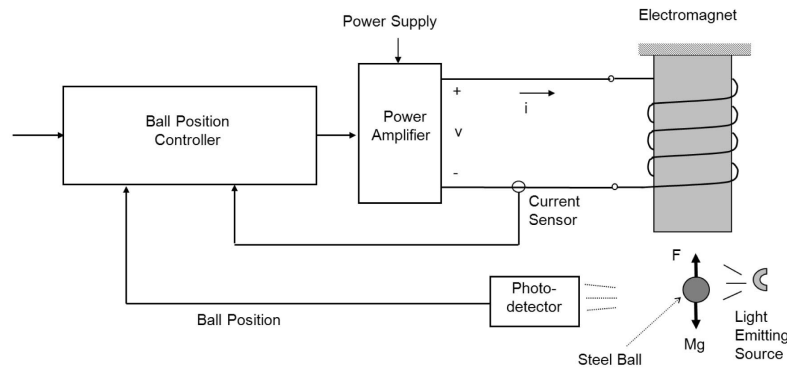 Electromagnet
Power Supply
Ball Position
Controller
Power
Amplifier
+
i
v
-
Current
Sensor
F
Photo-
detector
Ball Position
Mg
Steel Ball
Light
Emitting
Source